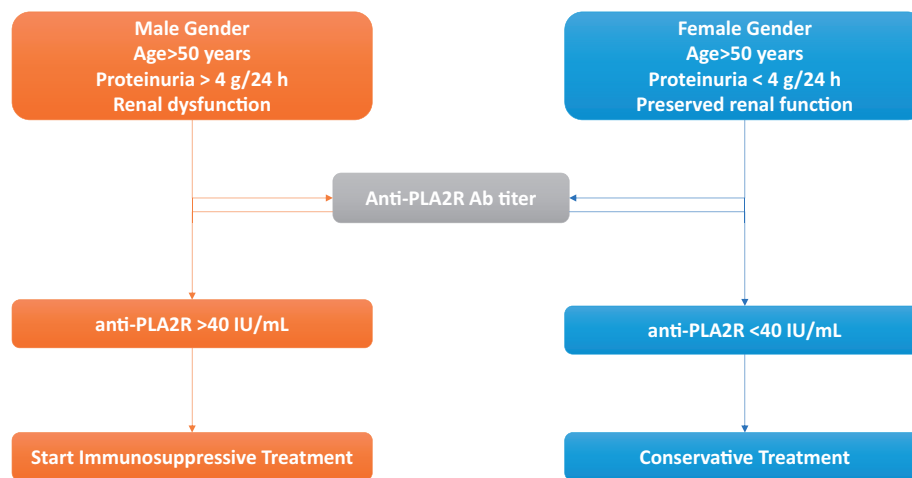 Male Gender
Age>50 years
Proteinuria > 4 g/24 h
Renal dysfunction
Female Gender
Age>50 years
Proteinuria < 4 g/24 h
Preserved renal function
Anti-PLA2R Ab titer
anti-PLA2R >40 IU/mL
anti-PLA2R <40 IU/mL
Start Immunosuppressive Treatment
Conservative Treatment